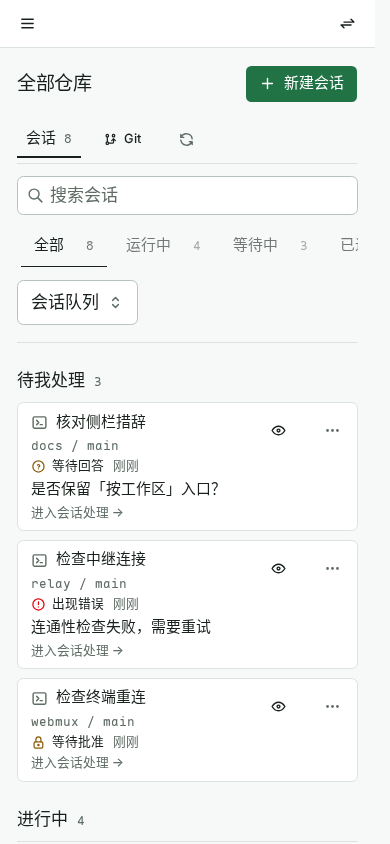 全部仓库
新建会话
会话 8 Git
搜索会话
全部 8 运行中 4 等待中 3
会话队列
待我处理 3
核对侧栏措辞
docs / main
等待回答 刚刚
是否保留「按工作区」入口？
进入会话处理 →
检查中继连接
relay / main
出现错误 刚刚
连通性检查失败，需要重试
进入会话处理 →
检查终端重连
webmux / main
等待批准 刚刚
进入会话处理 →
进行中 4